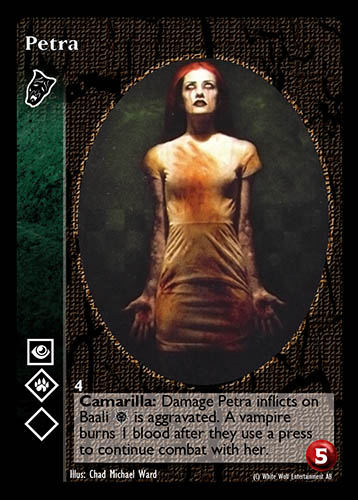 Petra
4
Camarilla: Damage Petra inflicts on
Baali is aggravated. A vampire
burns 1 blood after they use a press
to continue combat with her.
5
Illus: Chad Michael Ward
(C) White Wolf Entertainment AB